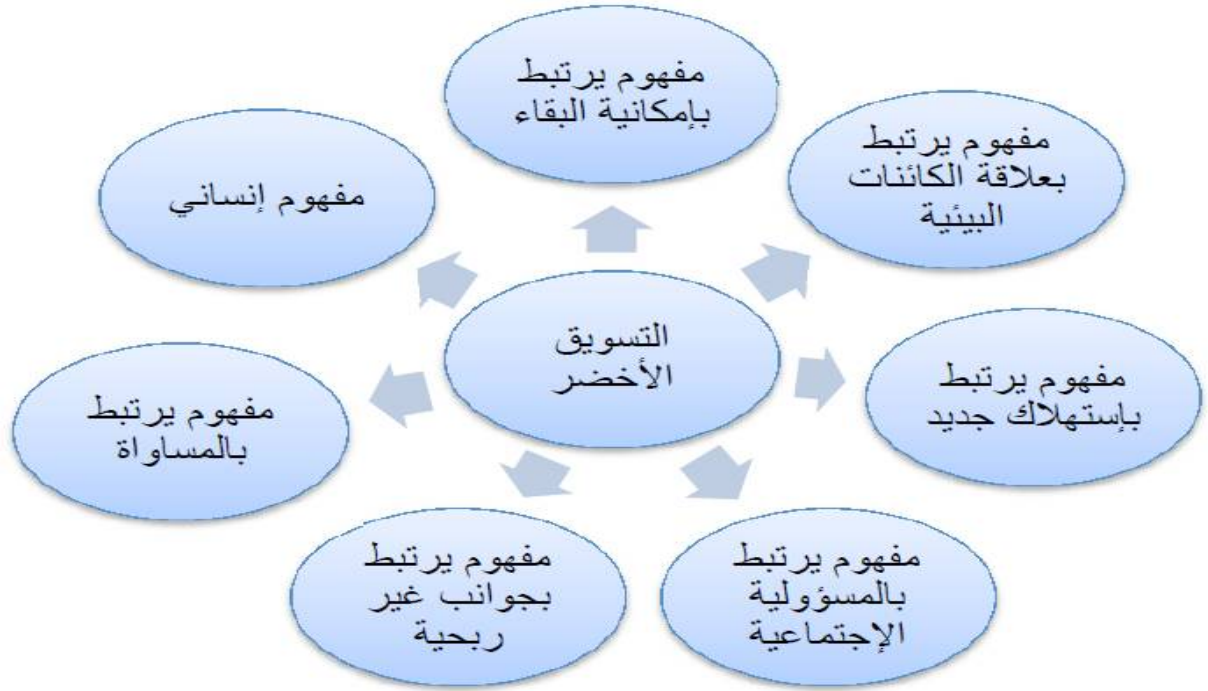 مفهوم يرتبط
بإمكانية البقاء
مفهوم يرتبط
بعلاقة الكائنات
البيئية
مفهوم إنساني
التسويق
الأخضر
مفهوم يرتبط
بإستهلاك جديد
مفهوم يرتبط
بالمساواة
مفهوم يرتبط
بالمسؤولية
الإجتماعية
مفهوم يرتبط
بجوانب غير
ربحية